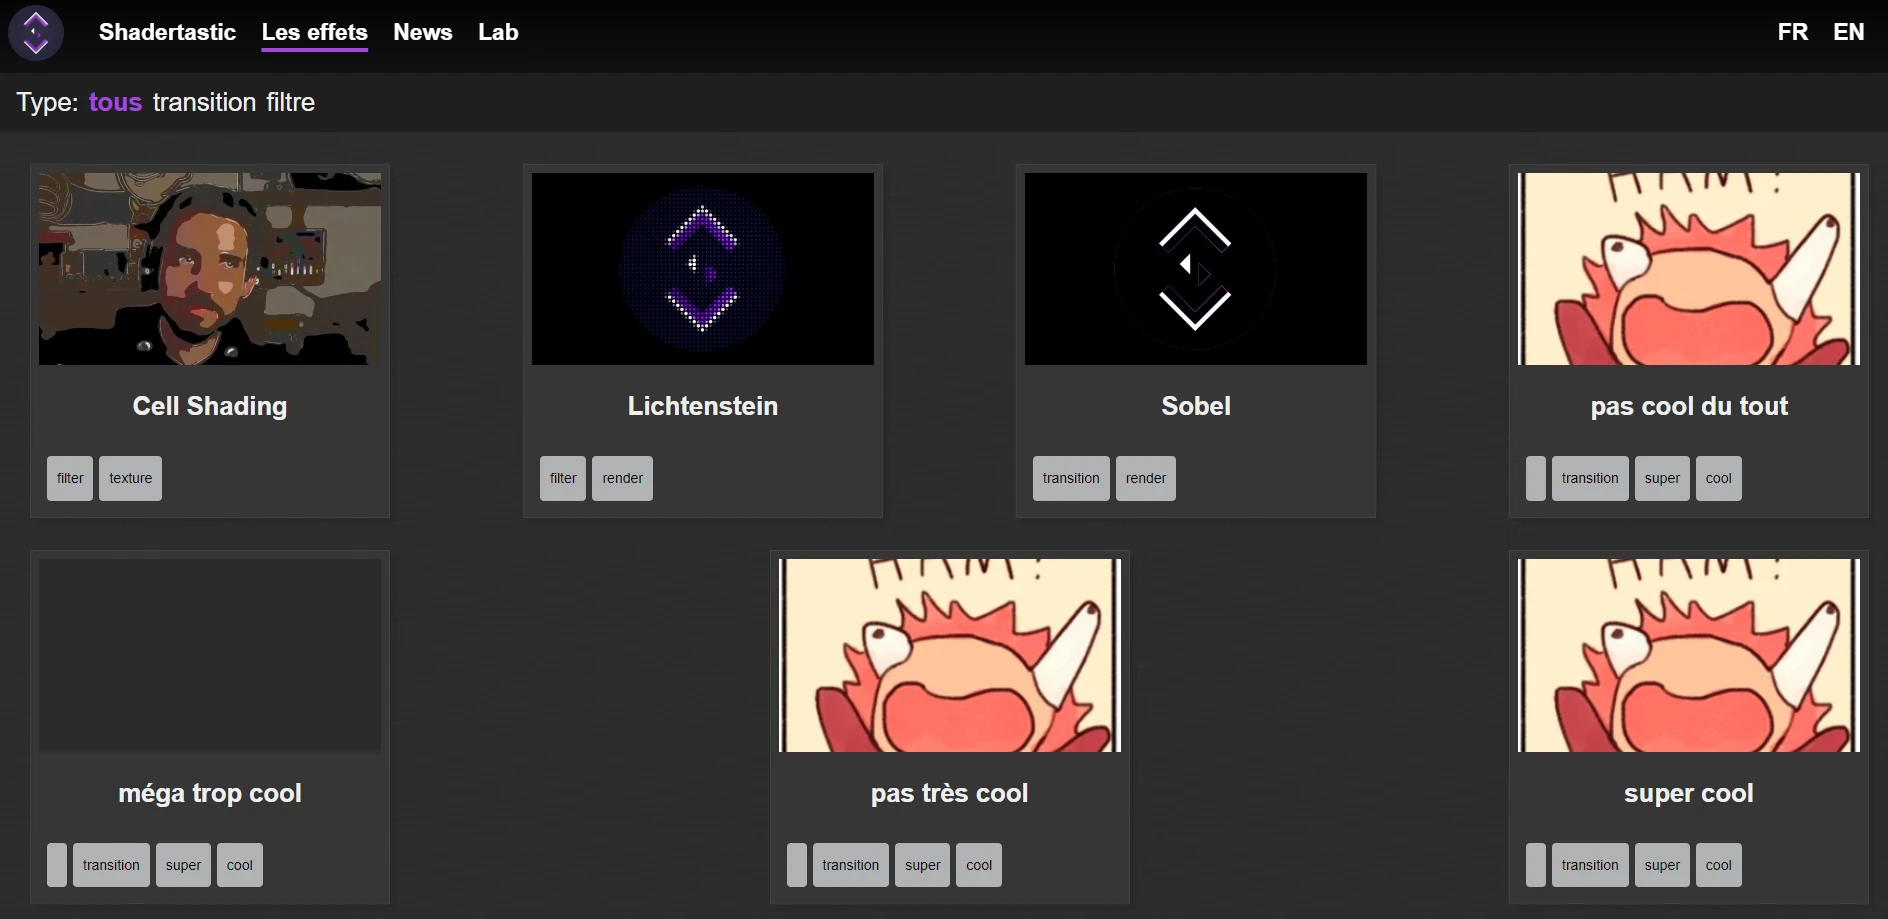 Shadertastic Les effets News Lab FR EN
Type: tous transition filtre
Cell Shading
filter texture
Lichtenstein
filter render
Sobel
transition render
pas cool du tout
transition super cool
méga trop cool
transition super cool
pas très cool
transition super cool
super cool
transition super cool